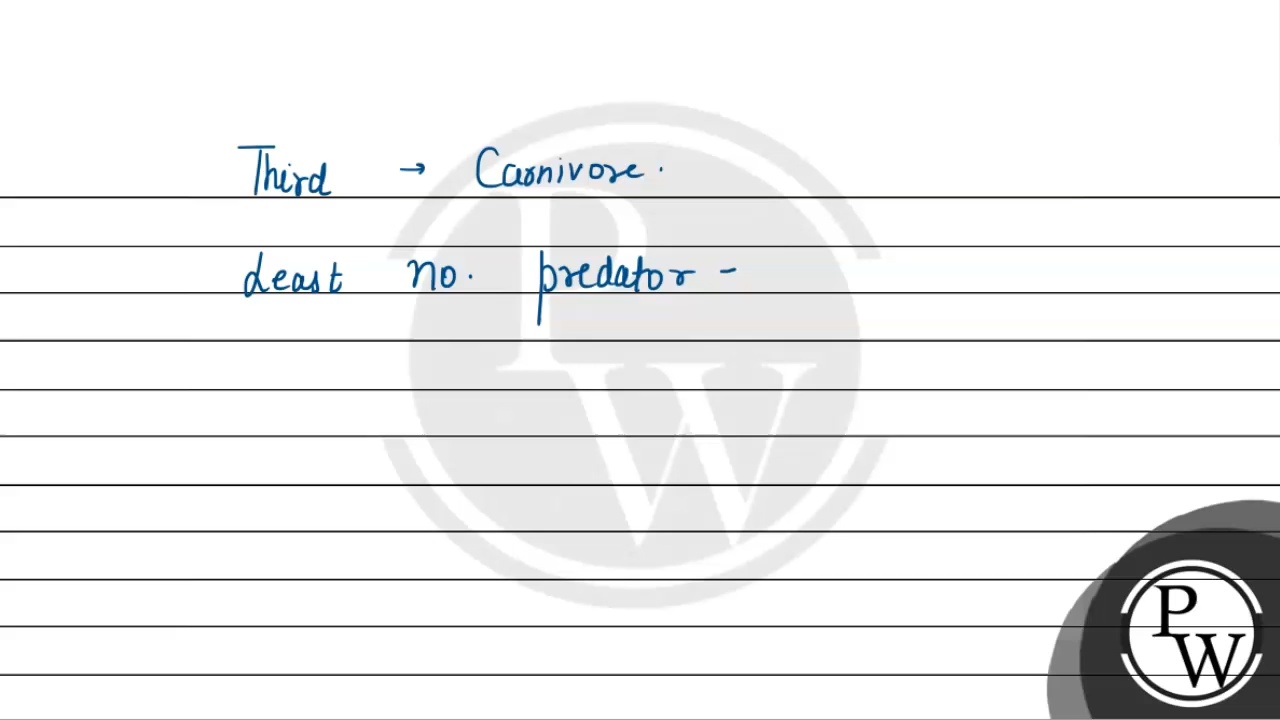 Third → Carnivore.
Least no. predator -
P
W
P
W